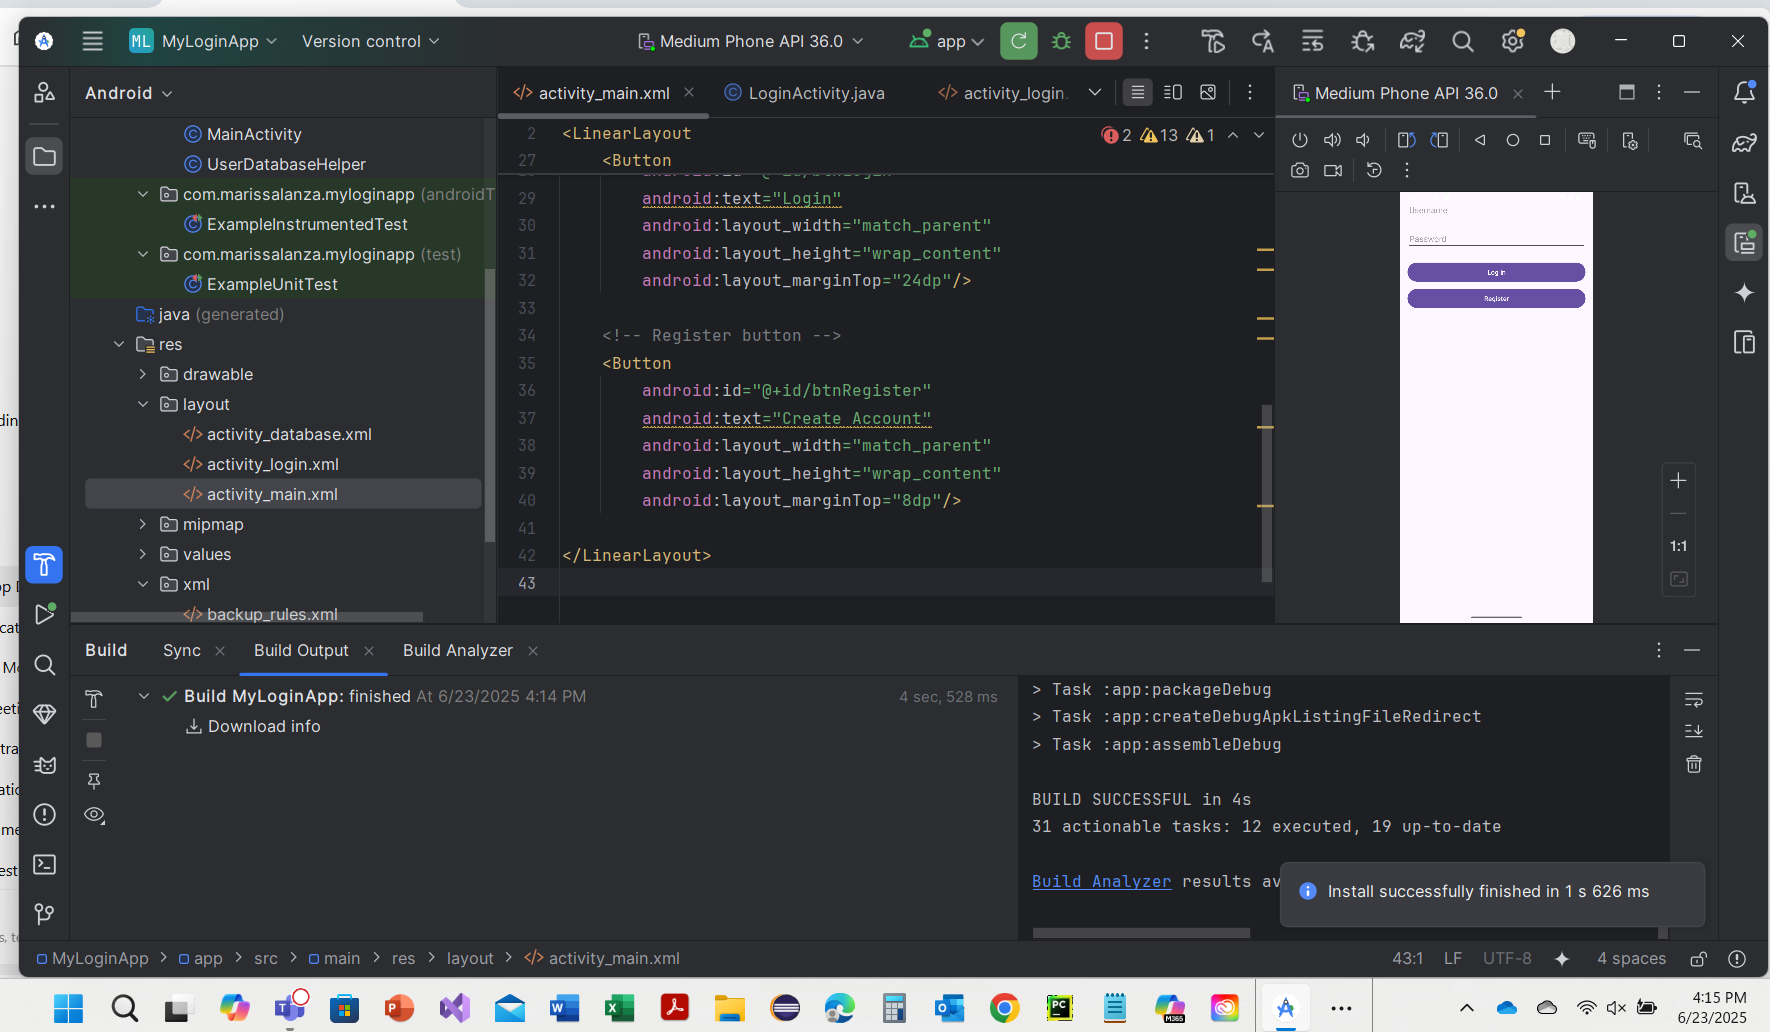 ML MyLoginApp Version control Medium Phone API 36.0 app
Android
activity_main.xml LoginActivity.java activity_login.
Medium Phone API 36.0
MainActivity
UserDatabaseHelper
com.marissalanza.myloginapp (androidT
ExampleInstrumentedTest
com.marissalanza.myloginapp (test)
ExampleUnitTest
java (generated)
res
drawable
layout
activity_database.xml
activity_login.xml
activity_main.xml
mipmap
values
xml
backup_rules.xml
2 <LinearLayout
2 13 1
27 <Button
29 android:text="Login"
30 android:layout_width="match_parent"
31 android:layout_height="wrap_content"
32 android:layout_marginTop="24dp"/>
33
34 <!-- Register button -->
35 <Button
36 android:id="@+id/btnRegister"
37 android:text="Create Account"
38 android:layout_width="match_parent"
39 android:layout_height="wrap_content"
40 android:layout_marginTop="8dp"/>
41
42 </LinearLayout>
43
Username
Password
Log in
Register
1:1
Build Sync Build Output Build Analyzer
Build MyLoginApp: finished At 6/23/2025 4:14 PM 4 sec, 528 ms
Download info
> Task :app:packageDebug
> Task :app:createDebugApkListingFileRedirect
> Task :app:assembleDebug
BUILD SUCCESSFUL in 4s
31 actionable tasks: 12 executed, 19 up-to-date
Build Analyzer results av
Install successfully finished in 1 s 626 ms
MyLoginApp > app > src > main > res > layout > activity_main.xml
43:1 LF UTF-8 4 spaces
4:15 PM
6/23/2025